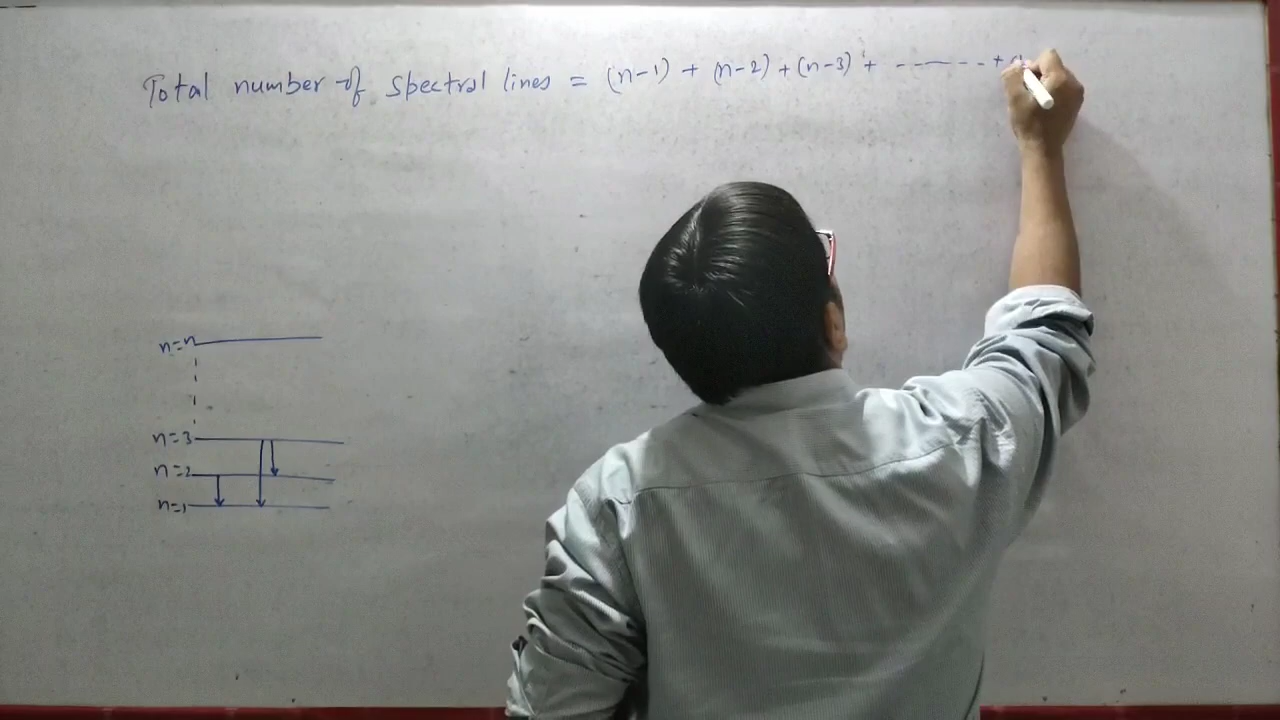 Total number of spectral lines = (n-1) + (n-2) + (n-3) + ------- +
n=n
n=3
n=2
n=1